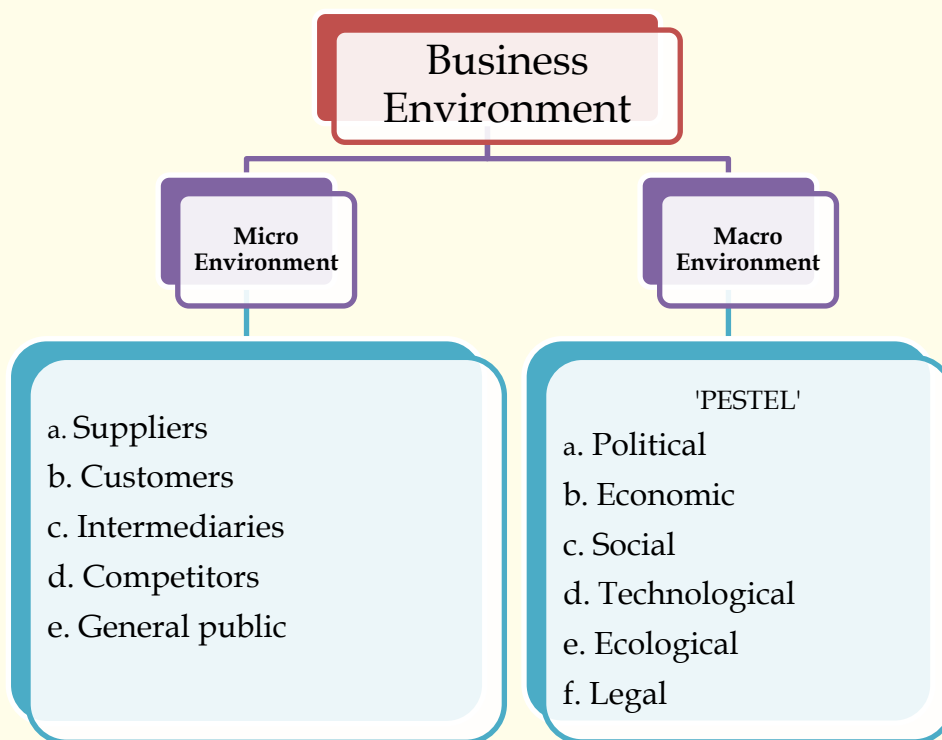 Business
Environment
Micro
Environment
Macro
Environment
a. Suppliers
b. Customers
c. Intermediaries
d. Competitors
e. General public
'PESTEL'
a. Political
b. Economic
c. Social
d. Technological
e. Ecological
f. Legal